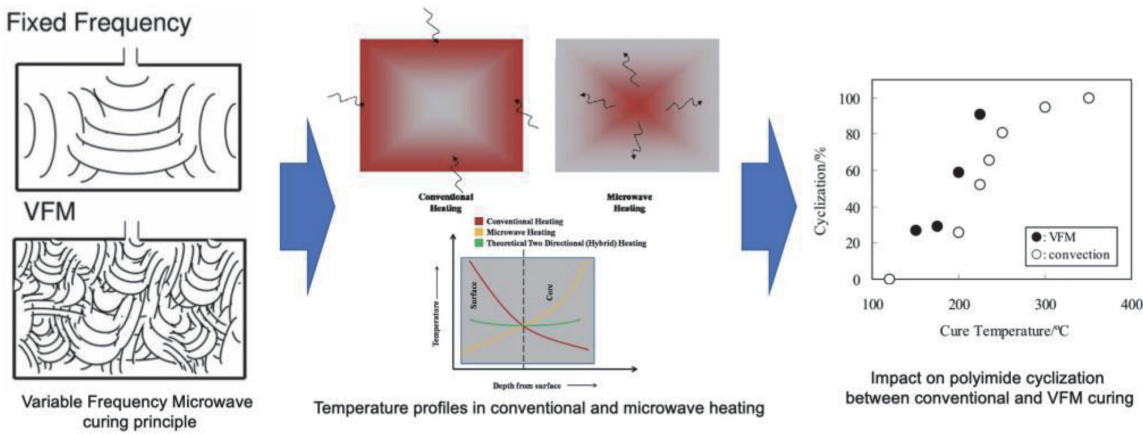 Fixed Frequency
VFM
Variable Frequency Microwave
curing principle
Conventional
Heating
Microwave
Heating
Conventional Heating
Microwave Heating
Theoretical Two Directional (Hybrid) Heating
Temperature
Surface
Core
Depth from surface
Temperature profiles in conventional and microwave heating
Cyclization/%
100
80
60
40
20
0
: VFM
: convection
100
200
300
400
Cure Temperature/ºC
Impact on polyimide cyclization
between conventional and VFM curing